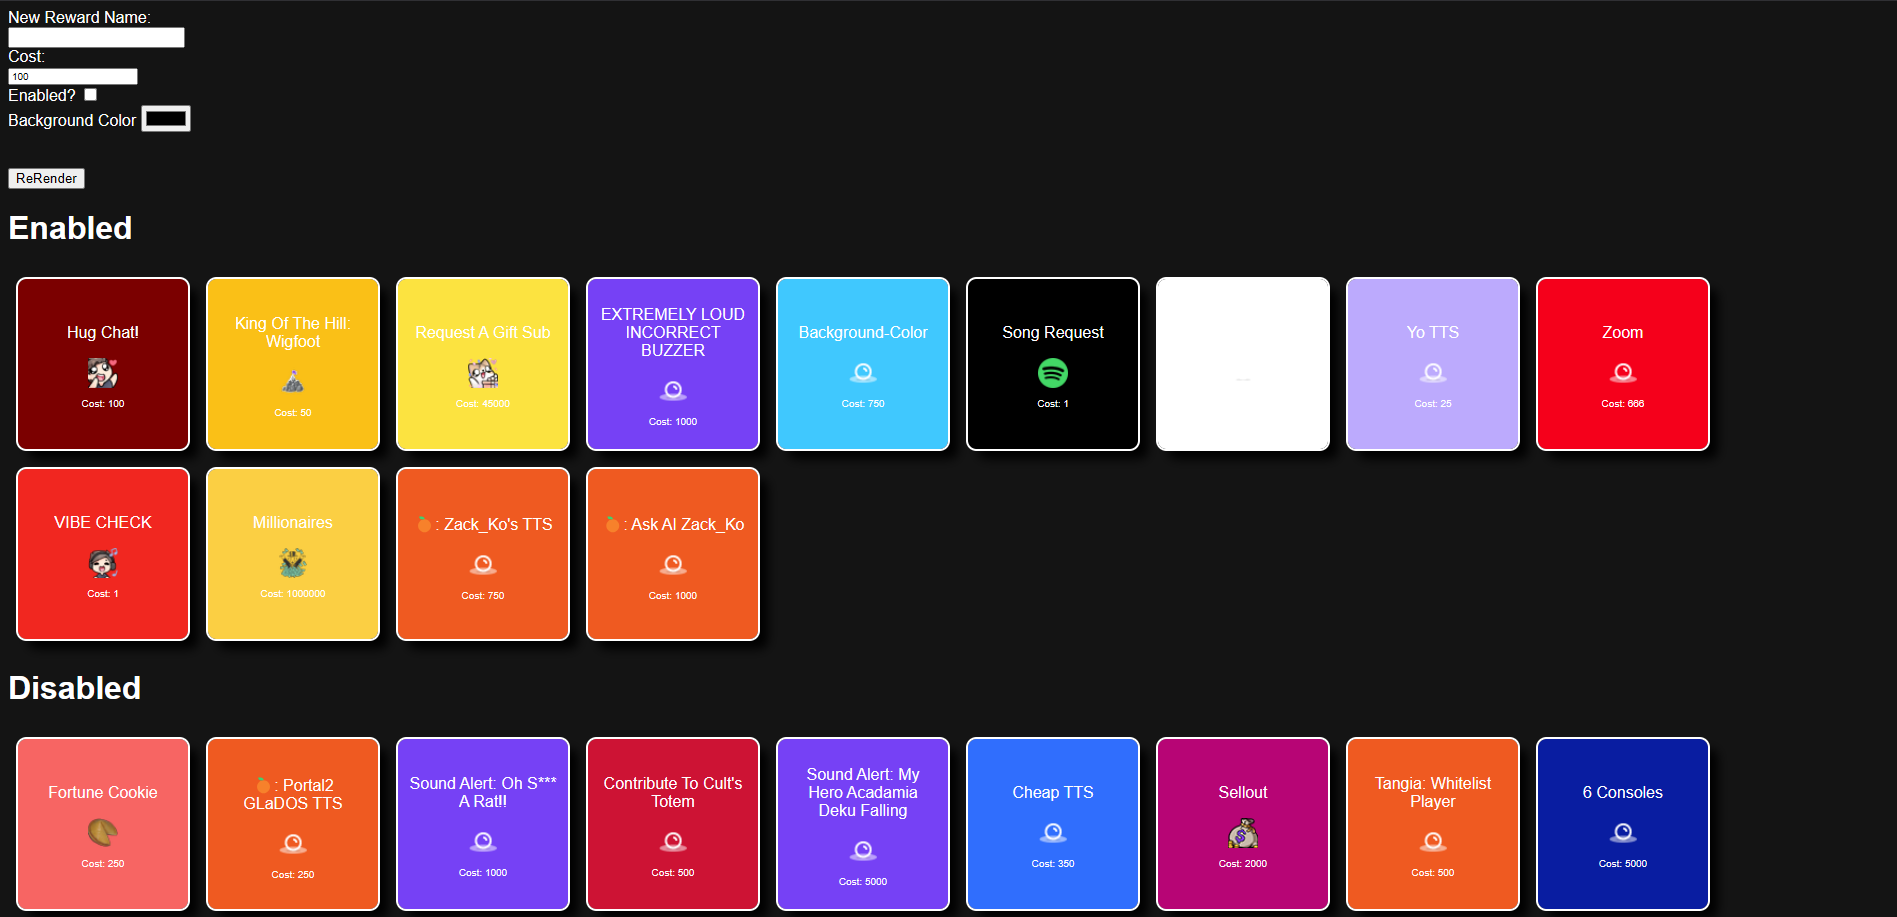 New Reward Name:
Cost:
100
Enabled?
Background Color
ReRender
Enabled
Hug Chat!
Cost: 100
King Of The Hill:
Wigfoot
Cost: 50
Request A Gift Sub
Cost: 45000
EXTREMELY LOUD
INCORRECT
BUZZER
Cost: 1000
Background-Color
Cost: 750
Song Request
Cost: 1
Yo TTS
Cost: 25
Zoom
Cost: 666
VIBE CHECK
Cost: 1
Millionaires
Cost: 1000000
: Zack_Ko's TTS
Cost: 750
: Ask AI Zack_Ko
Cost: 1000
Disabled
Fortune Cookie
Cost: 250
: Portal2
GLaDOS TTS
Cost: 250
Sound Alert: Oh S***
A Rat!!
Cost: 1000
Contribute To Cult's
Totem
Cost: 500
Sound Alert: My
Hero Acadamia
Deku Falling
Cost: 5000
Cheap TTS
Cost: 350
Sellout
Cost: 2000
Tangia: Whitelist
Player
Cost: 500
6 Consoles
Cost: 5000